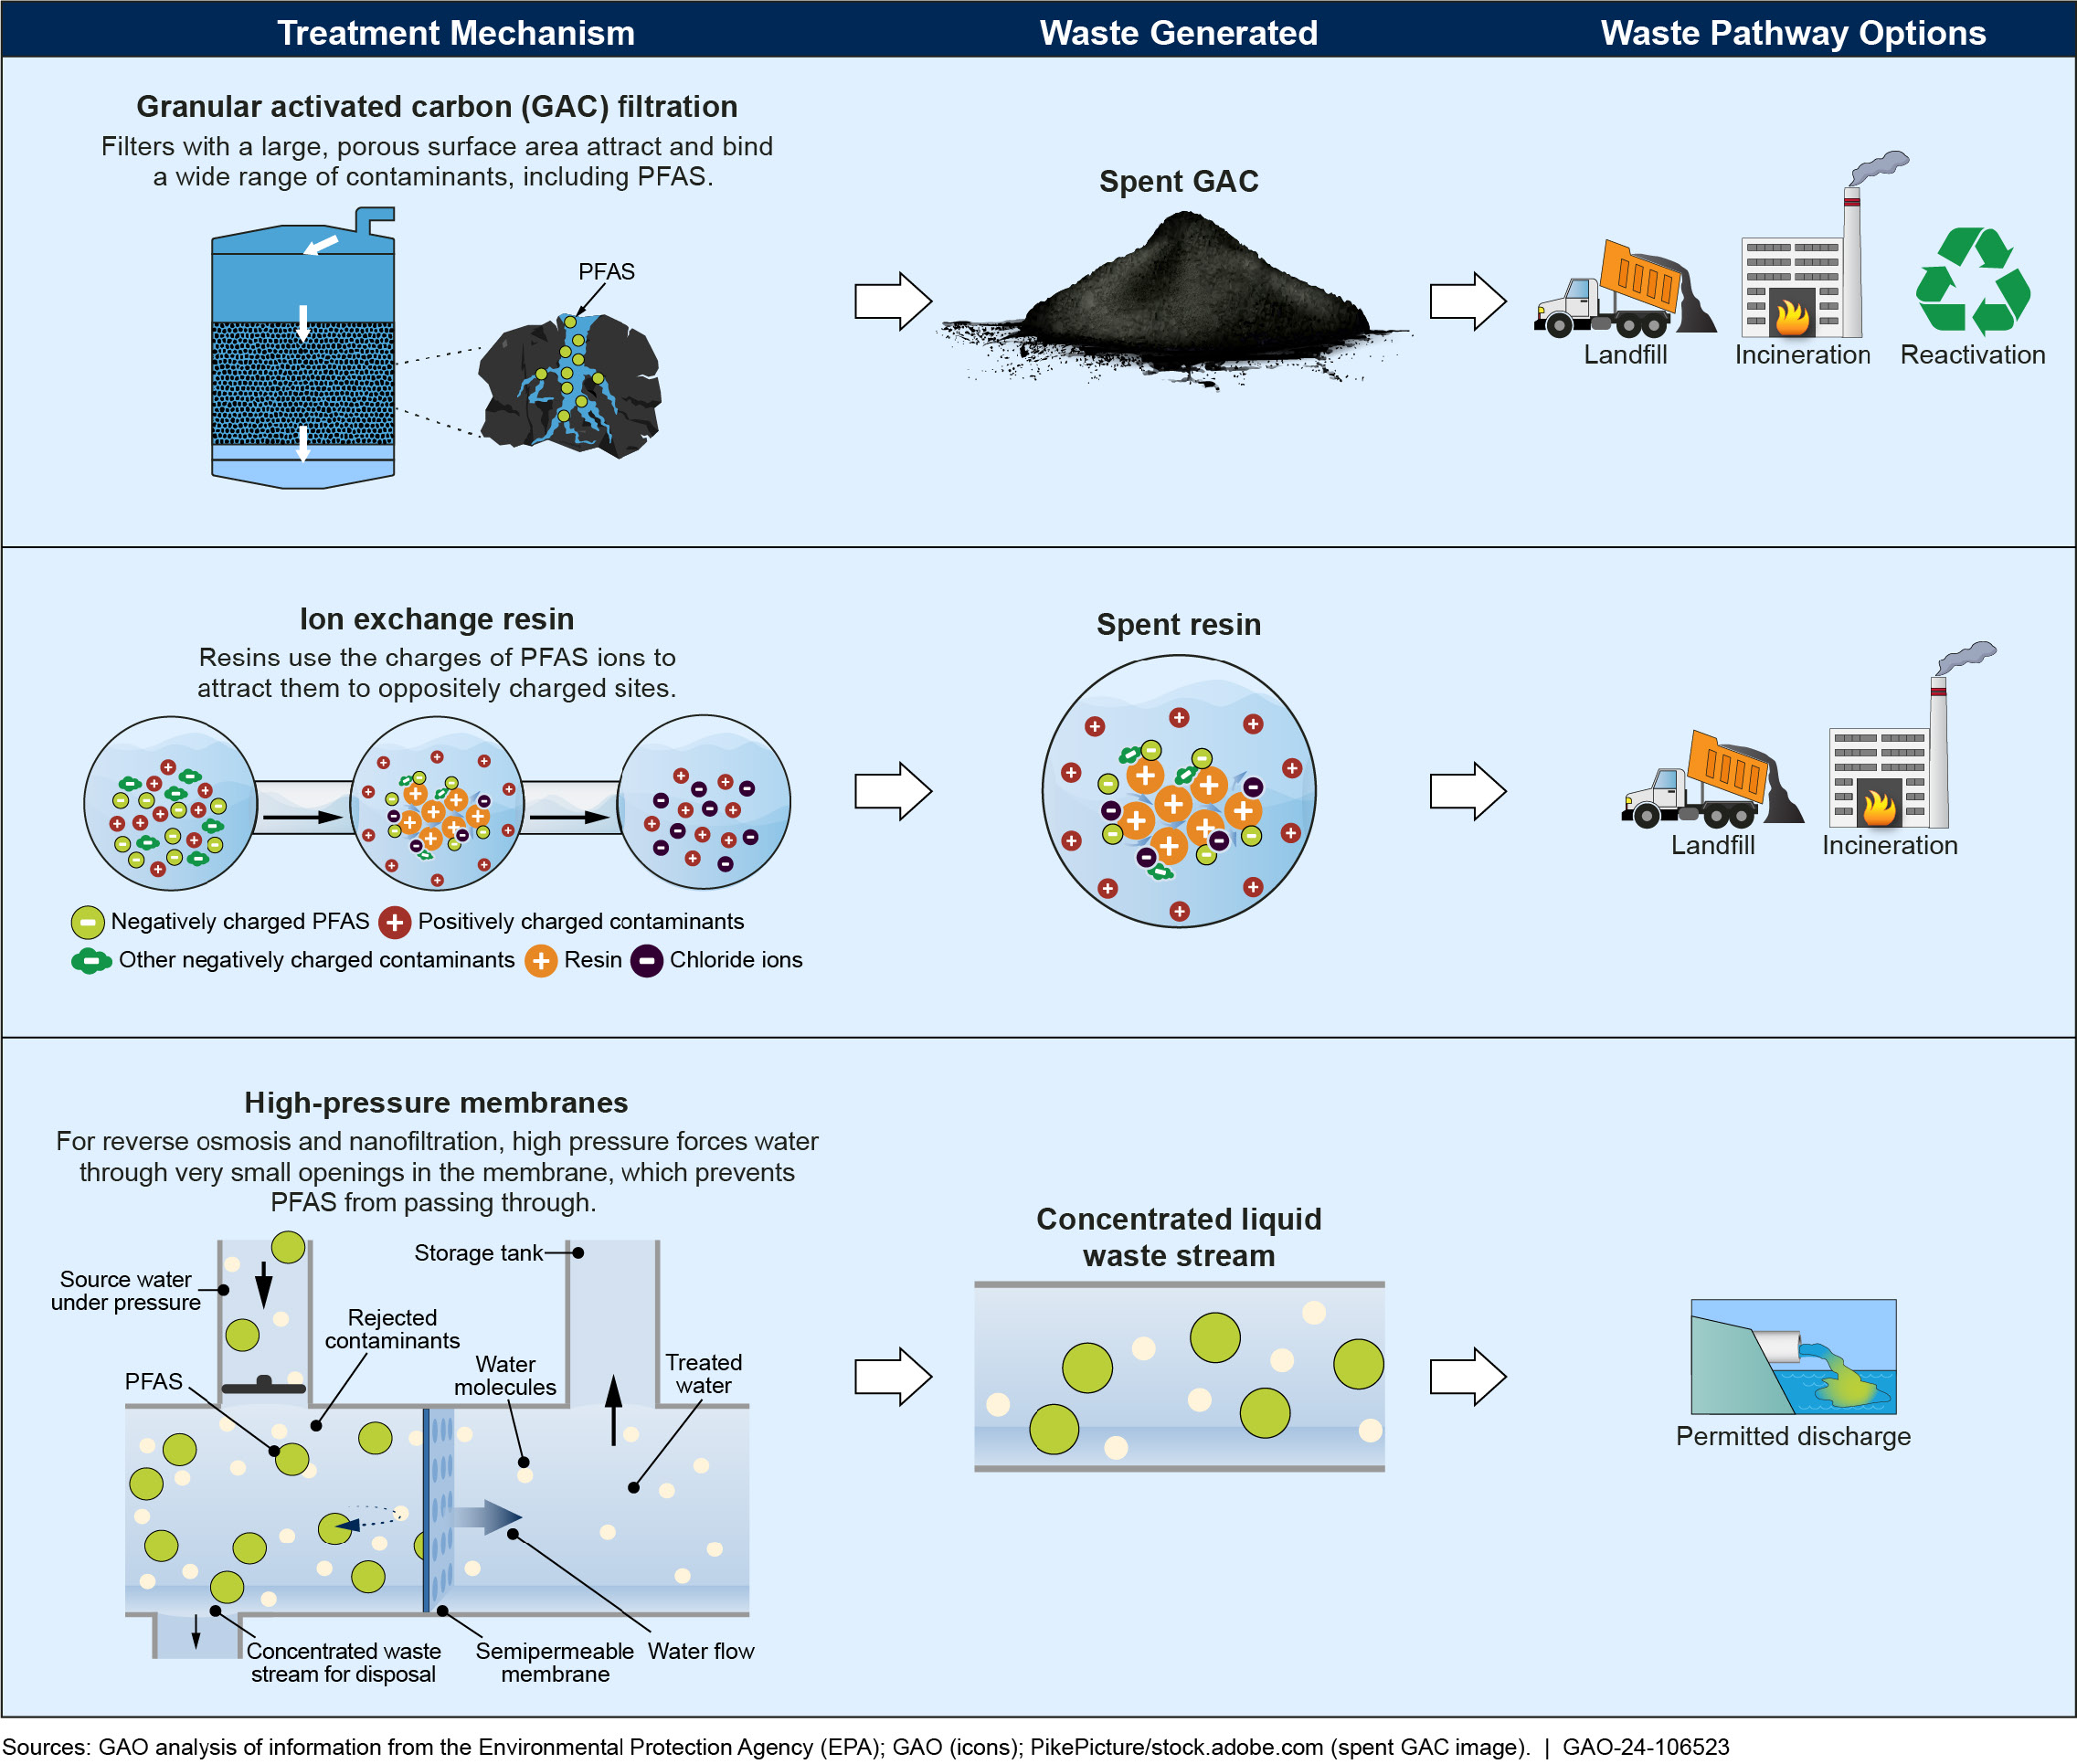 Treatment Mechanism
Waste Generated
Waste Pathway Options
Granular activated carbon (GAC) filtration
Filters with a large, porous surface area attract and bind
a wide range of contaminants, including PFAS.
PFAS
Spent GAC
Landfill
Incineration
Reactivation
Ion exchange resin
Resins use the charges of PFAS ions to
attract them to oppositely charged sites.
Negatively charged PFAS
Positively charged contaminants
Other negatively charged contaminants
Resin
Chloride ions
Spent resin
Landfill
Incineration
High-pressure membranes
For reverse osmosis and nanofiltration, high pressure forces water
through very small openings in the membrane, which prevents
PFAS from passing through.
Storage tank
Source water
under pressure
Rejected
contaminants
PFAS
Water
molecules
Treated
water
Concentrated waste
stream for disposal
Semipermeable
membrane
Water flow
Concentrated liquid
waste stream
Permitted discharge
Sources: GAO analysis of information from the Environmental Protection Agency (EPA); GAO (icons); PikePicture/stock.adobe.com (spent GAC image). | GAO-24-106523